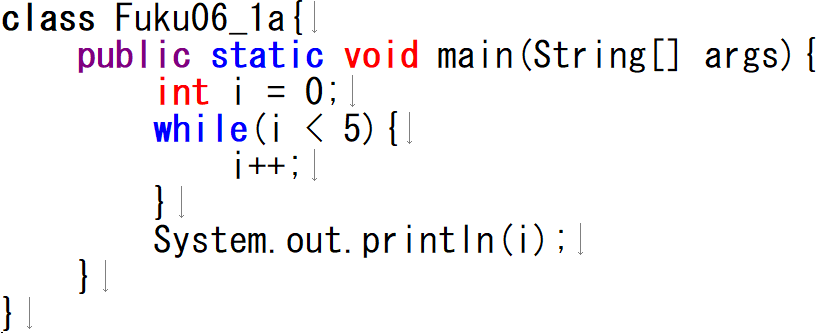 class Fuku06_1a{
    public static void main(String[] args){
        int i = 0;
        while(i < 5){
            i++;
        }
        System.out.println(i);
    }
}